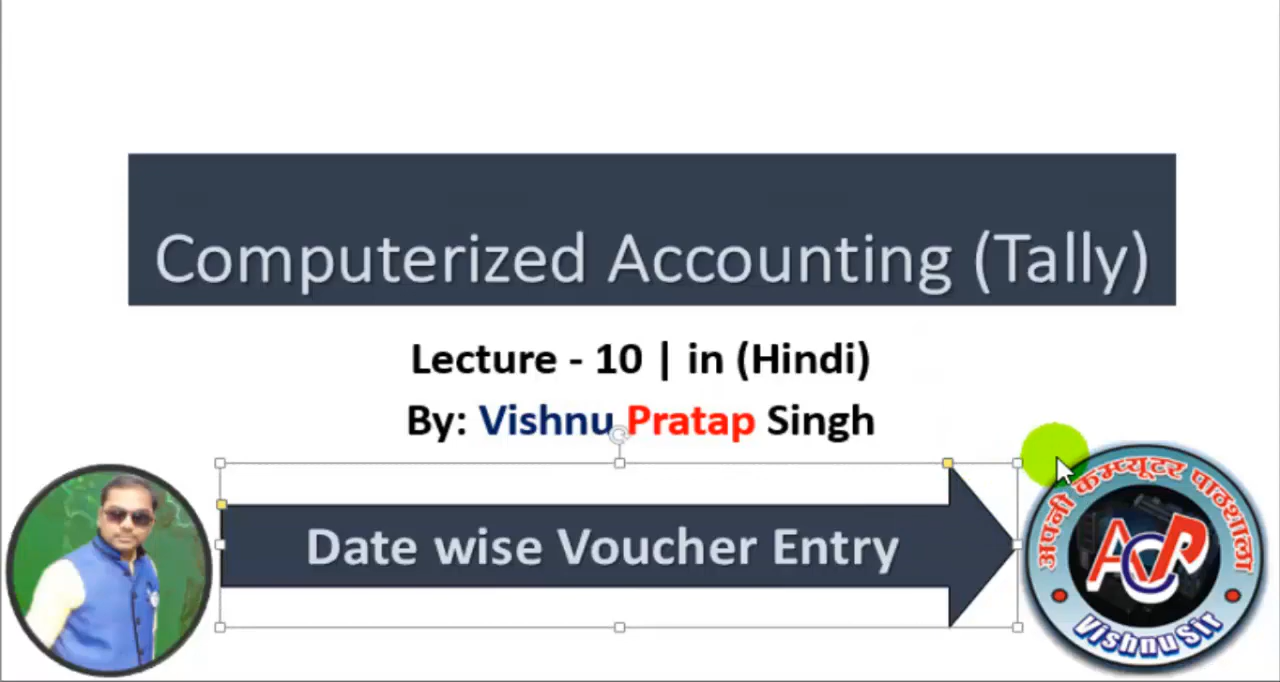 Computerized Accounting (Tally)
Lecture - 10 | in (Hindi)
By: Vishnu Pratap Singh
Date wise Voucher Entry
अपनी कम्प्यूटर पाठशाला
ACP
Vishnu Sir